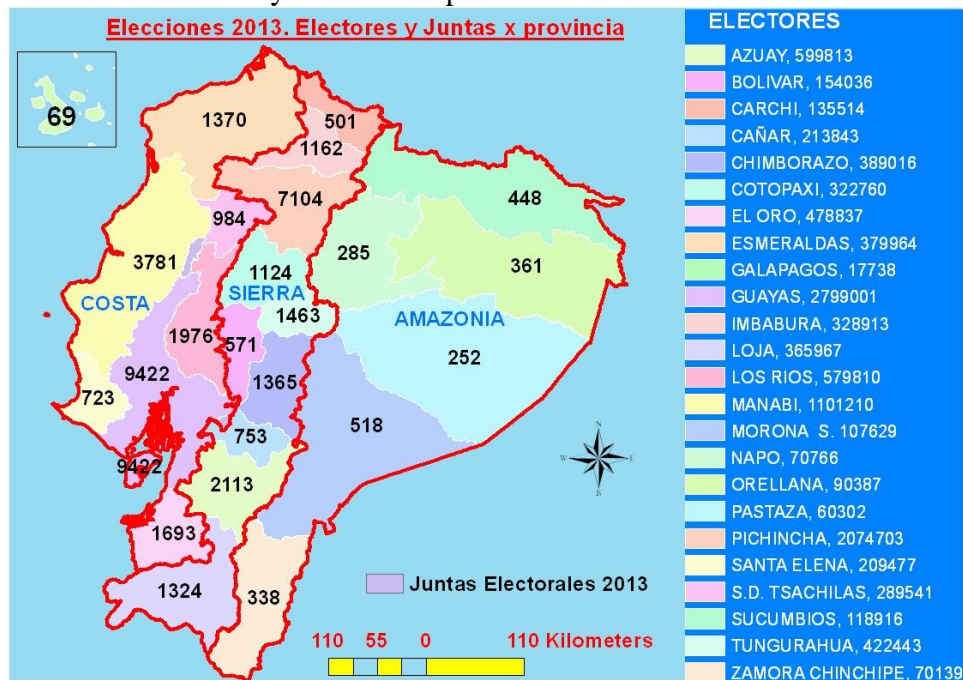 Elecciones 2013. Electores y Juntas x provincia
69
1370
501
1162
7104
984
448
285
361
3781
1124
COSTA
SIERRA
1463
AMAZONIA
1976
571
252
9422
1365
723
518
753
9422
2113
W
E
S
1693
1324
338
Juntas Electorales 2013
110 55 0 110 Kilometers
ELECTORES
AZUAY, 599813
BOLIVAR, 154036
CARCHI, 135514
CAÑAR, 213843
CHIMBORAZO, 389016
COTOPAXI, 322760
EL ORO, 478837
ESMERALDAS, 379964
GALAPAGOS, 17738
GUAYAS, 2799001
IMBABURA, 328913
LOJA, 365967
LOS RIOS, 579810
MANABI, 1101210
MORONA S. 107629
NAPO, 70766
ORELLANA, 90387
PASTAZA, 60302
PICHINCHA, 2074703
SANTA ELENA, 209477
S.D. TSACHILAS, 289541
SUCUMBIOS, 118916
TUNGURAHUA, 422443
ZAMORA CHINCHIPE, 70139